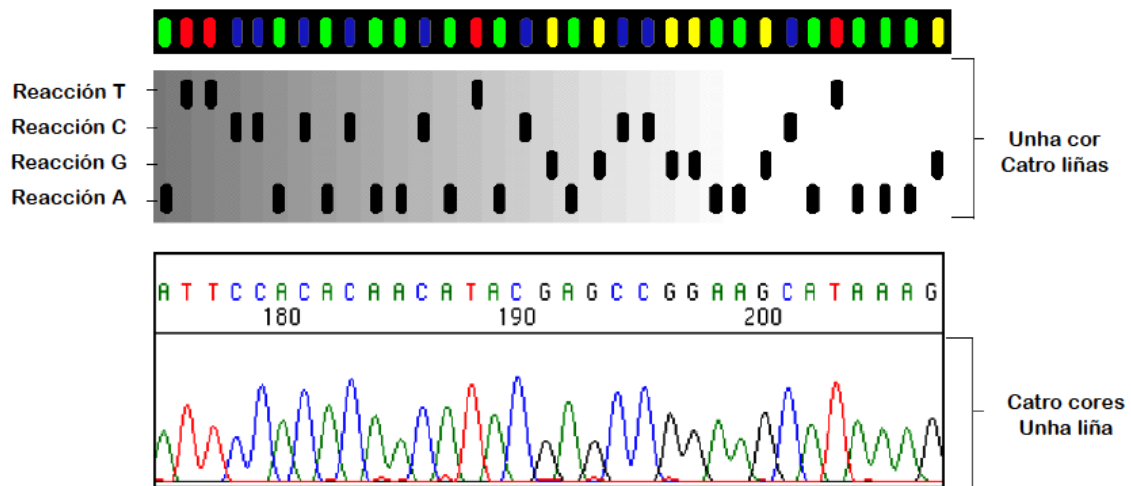 Reacción T
Reacción C
Reacción G
Reacción A
Unha cor
Catro liñas
A T T C C A C A C A A C A T A C G A G C C G G A A G C A T A A A G
180 190 200
Catro cores
Unha liña